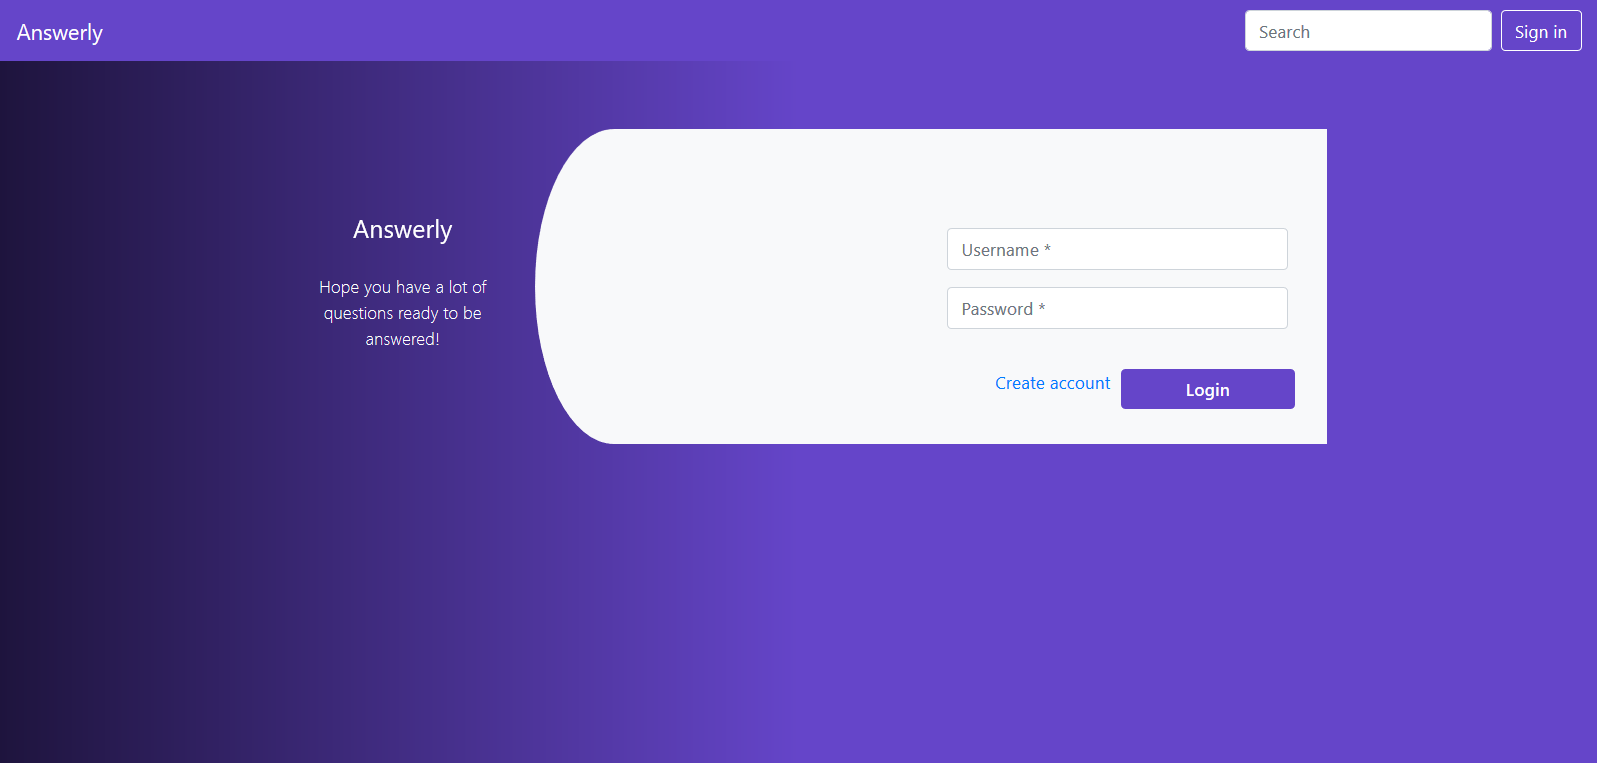 Answerly
Search
Sign in
Answerly
Hope you have a lot of
questions ready to be
answered!
Username *
Password *
Create account
Login